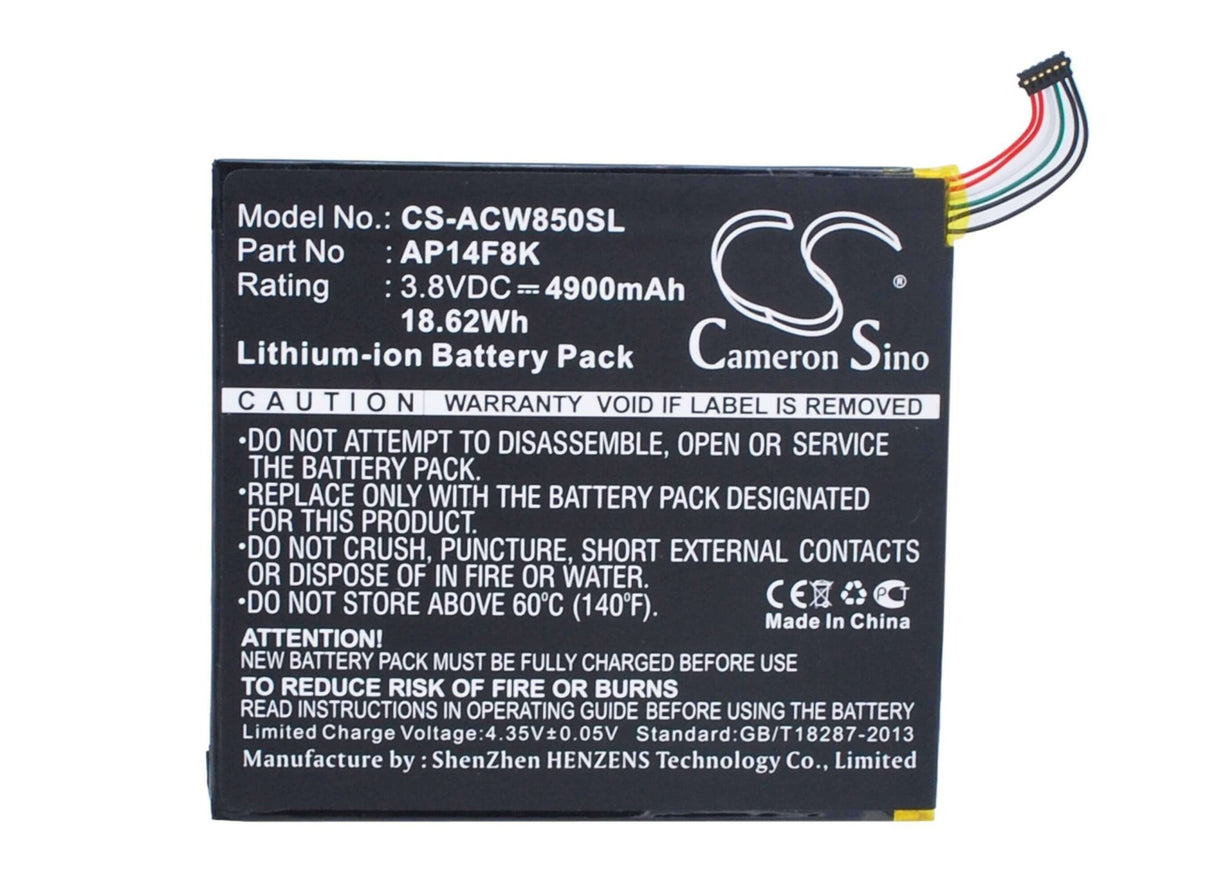 Model No.: CS-ACW850SL
Part No : AP14F8K
Rating : 3.8VDC ⎓ 4900mAh
18.62Wh
Lithium-ion Battery Pack
CS ®
Cameron Sino
CAUTION WARRANTY VOID IF LABEL IS REMOVED
•DO NOT ATTEMPT TO DISASSEMBLE, OPEN OR SERVICE
THE BATTERY PACK.
•REPLACE ONLY WITH THE BATTERY PACK DESIGNATED
FOR THIS PRODUCT.
•DO NOT CRUSH, PUNCTURE, SHORT EXTERNAL CONTACTS
OR DISPOSE OF IN FIRE OR WATER.
•DO NOT STORE ABOVE 60°C (140°F).
CE PCT
Made In China
ATTENTION!
NEW BATTERY PACK MUST BE FULLY CHARGED BEFORE USE
TO REDUCE RISK OF FIRE OR BURNS
READ INSTRUCTIONS IN OPERATING GUIDE BEFORE USING THE BATTERY
Limited Charge Voltage:4.35V±0.05V Standard:GB/T18287-2013
Manufacture by : ShenZhen HENZENS Technology Co., Limited